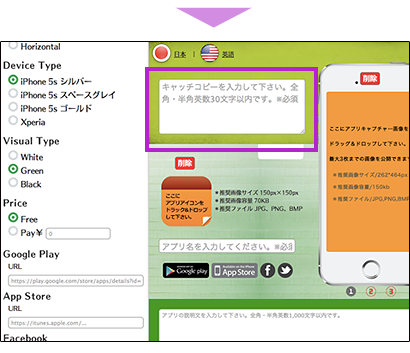 Horizontal
Device Type
iPhone 5s シルバー
iPhone 5s スペースグレイ
iPhone 5s ゴールド
Xperia
Visual Type
White
Green
Black
Price
Free
Pay¥ 0
Google Play
URL
https://play.google.com/store/apps/details?id=
App Store
URL
https://itunes.apple.com/...
Facebook
日本 | 英語
キャッチコピーを入力して下さい。全
角・半角英数30文字以内です。※必須
削除
ここに
アプリアイコンを
ドラッグ&ドロップ
して下さい。
* 推奨画像サイズ 150px×150px
* 推奨画像容量 70KB
* 推奨ファイル JPG、PNG、BMP
アプリ名を入力してください。※必須
Google play
Available on the iPhone
App Store
アプリの説明文を入力して下さい。全角・半角英数1,000文字以内です。
削除
ここにアプリキャプチャー画像を
ドラッグ&ドロップして下さい。
最大3枚までの画像を公開できます
* 推奨画像サイズ/262*464px
* 推奨画像容量/150kb
* 推奨ファイル/JPG,PNG,BMP
1 2 3